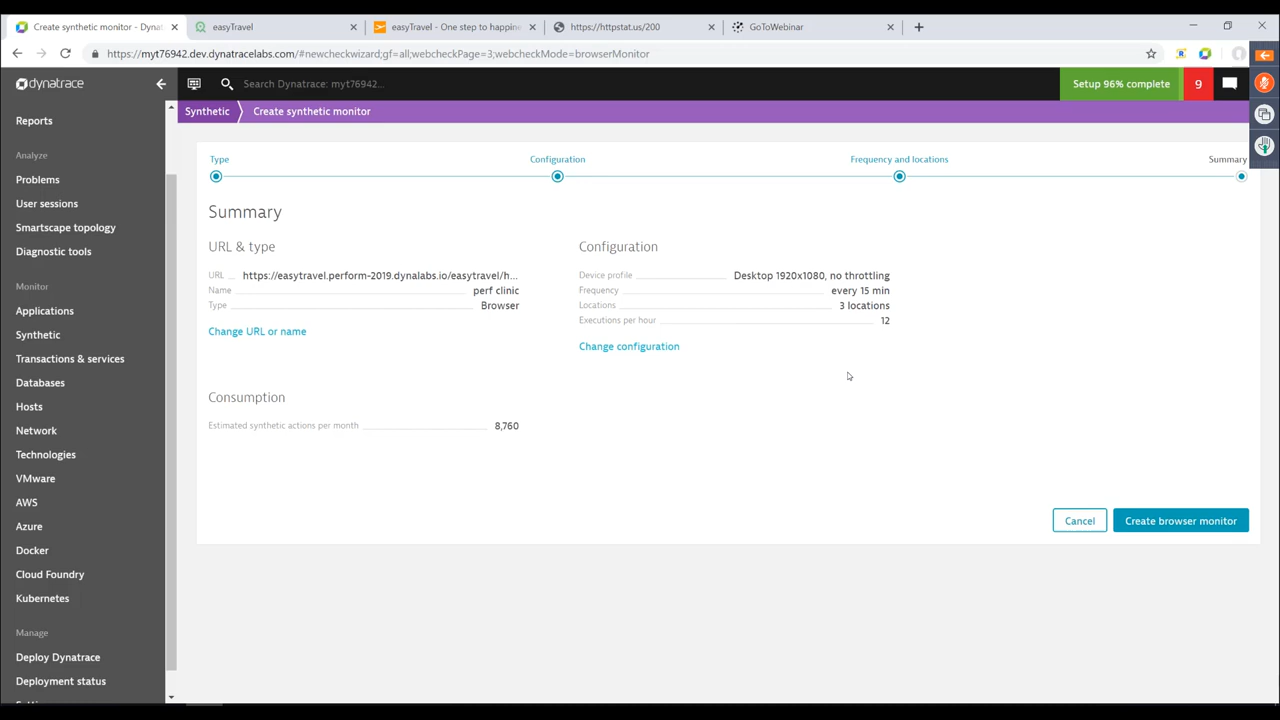 Create synthetic monitor - Dynat
easyTravel
easyTravel - One step to happine
https://httpstat.us/200
GoToWebinar
https://myt76942.dev.dynatracelabs.com/#newcheckwizard;gf=all;webcheckPage=3;webcheckMode=browserMonitor
dynatrace
Search Dynatrace: myt76942...
Setup 96% complete
9
Synthetic
Create synthetic monitor
Reports
Analyze
Problems
User sessions
Smartscape topology
Diagnostic tools
Monitor
Applications
Synthetic
Transactions & services
Databases
Hosts
Network
Technologies
VMware
AWS
Azure
Docker
Cloud Foundry
Kubernetes
Manage
Deploy Dynatrace
Deployment status
Type
Configuration
Frequency and locations
Summary
Summary
URL & type
URL https://easytravel.perform-2019.dynalabs.io/easytravel/h...
Name perf clinic
Type Browser
Change URL or name
Configuration
Device profile Desktop 1920x1080, no throttling
Frequency every 15 min
Locations 3 locations
Executions per hour 12
Change configuration
Consumption
Estimated synthetic actions per month 8,760
Cancel
Create browser monitor